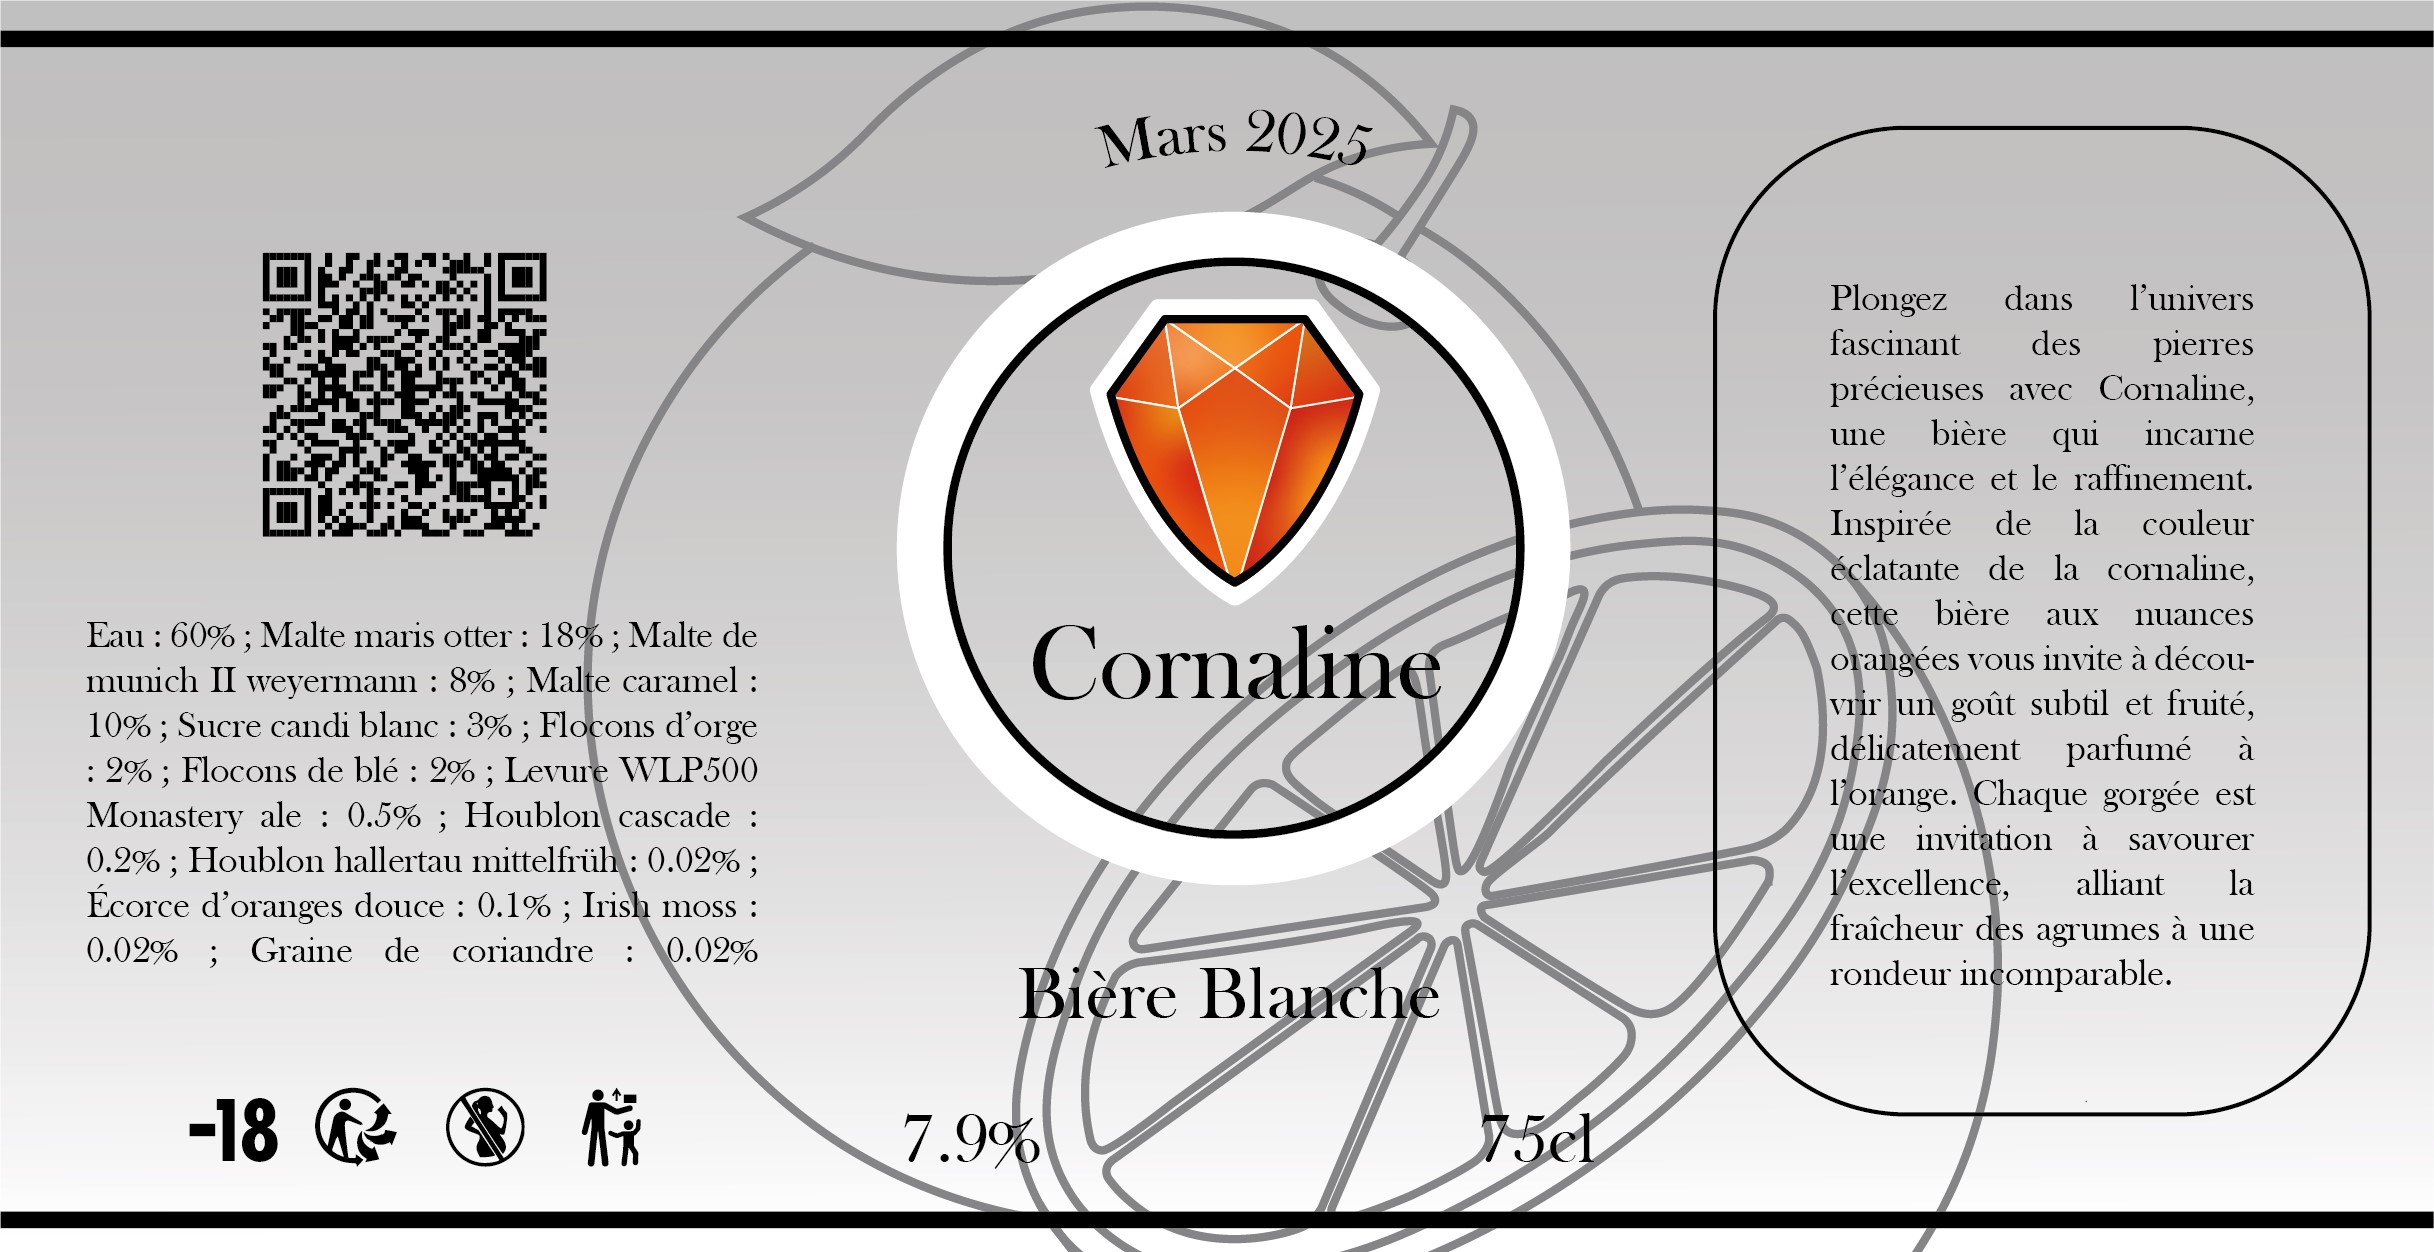 Mars 2025
Cornaline
Bière Blanche
7.9%
75cl
Eau : 60% ; Malte maris otter : 18% ; Malte de
munich II weyermann : 8% ; Malte caramel :
10% ; Sucre candi blanc : 3% ; Flocons d’orge
: 2% ; Flocons de blé : 2% ; Levure WLP500
Monastery ale : 0.5% ; Houblon cascade :
0.2% ; Houblon hallertau mittelfrüh : 0.02% ;
Écorce d’oranges douce : 0.1% ; Irish moss :
0.02% ; Graine de coriandre : 0.02%
-18
Plongez dans l’univers
fascinant des pierres
précieuses avec Cornaline,
une bière qui incarne
l’élégance et le raffinement.
Inspirée de la couleur
éclatante de la cornaline,
cette bière aux nuances
orangées vous invite à décou-
vrir un goût subtil et fruité,
délicatement parfumé à
l’orange. Chaque gorgée est
une invitation à savourer
l’excellence, alliant la
fraîcheur des agrumes à une
rondeur incomparable.